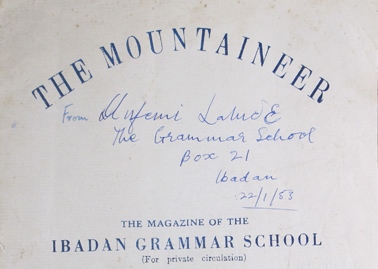 THE MOUNTAINEER
From Olufemi
The Grammar School
Box 21
Ibadan
22/1/53
THE MAGAZINE OF THE
IBADAN GRAMMAR SCHOOL
(For private circulation)